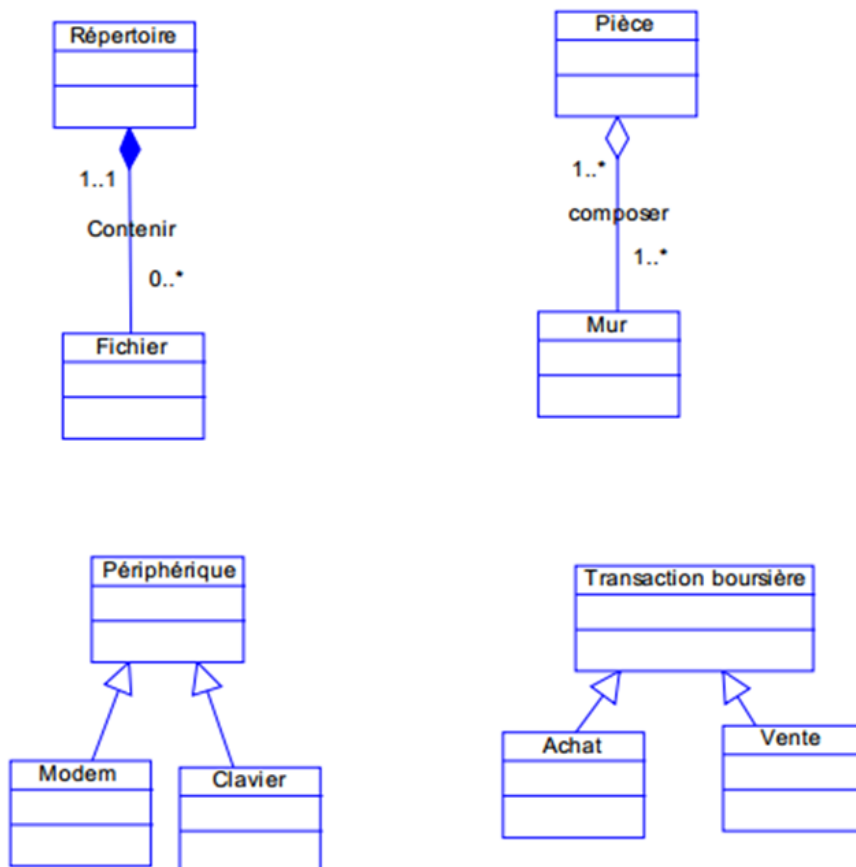 Répertoire
1..1
Contenir
0..*
Fichier
Pièce
1..*
composer
1..*
Mur
Périphérique
Modem
Clavier
Transaction boursière
Achat
Vente